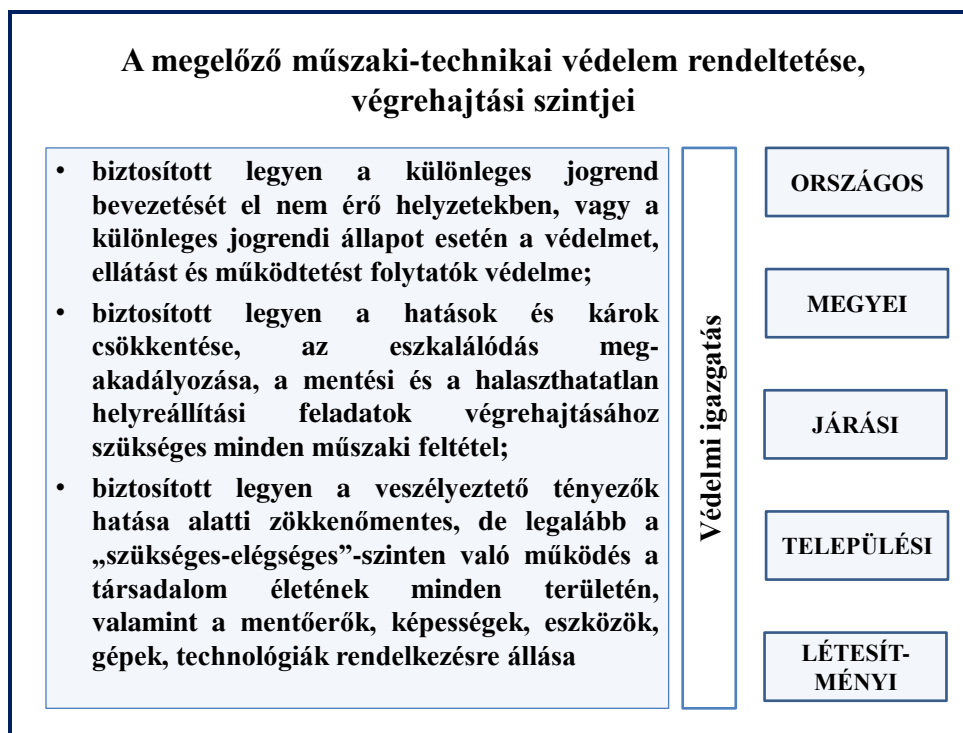 A megelőző műszaki-technikai védelem rendeltetése,
végrehajtási szintjei
• biztosított legyen a különleges jogrend
bevezetését el nem érő helyzetekben, vagy a
különleges jogrendi állapot esetén a védelmet,
ellátást és működtetést folytatók védelme;
• biztosított legyen a hatások és károk
csökkentése, az eszkalálódás meg-
akadályozása, a mentési és a halaszthatatlan
helyreállítási feladatok végrehajtásához
szükséges minden műszaki feltétel;
• biztosított legyen a veszélyeztető tényezők
hatása alatti zökkenőmentes, de legalább a
„szükséges-elégséges”-szinten való működés a
társadalom életének minden területén,
valamint a mentőerők, képességek, eszközök,
gépek, technológiák rendelkezésre állása
Védelmi igazgatás
ORSZÁGOS
MEGYEI
JÁRÁSI
TELEPÜLÉSI
LÉTESÍT-
MÉNYI